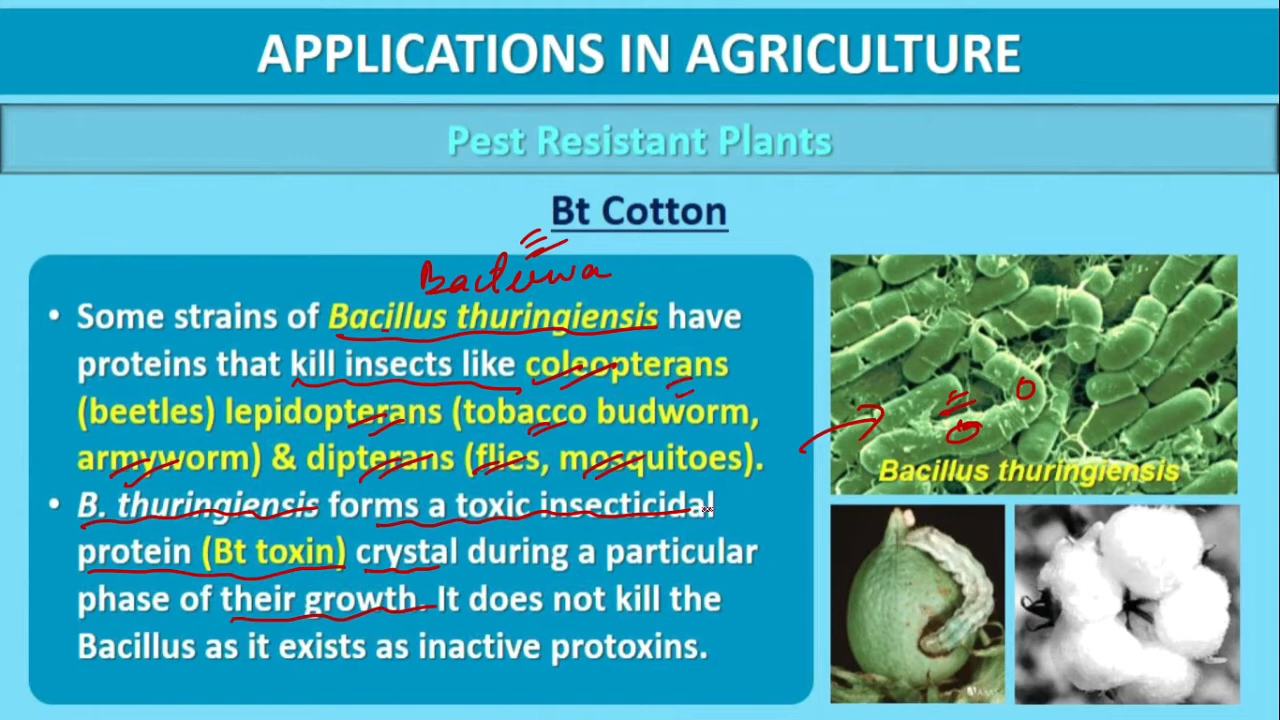 APPLICATIONS IN AGRICULTURE
Pest Resistant Plants
Bt Cotton
Bacteria
• Some strains of Bacillus thuringiensis have
proteins that kill insects like coleopterans
(beetles) lepidopterans (tobacco budworm,
armyworm) & dipterans (flies, mosquitoes).
• B. thuringiensis forms a toxic insecticidal
protein (Bt toxin) crystal during a particular
phase of their growth. It does not kill the
Bacillus as it exists as inactive protoxins.
Bacillus thuringiensis